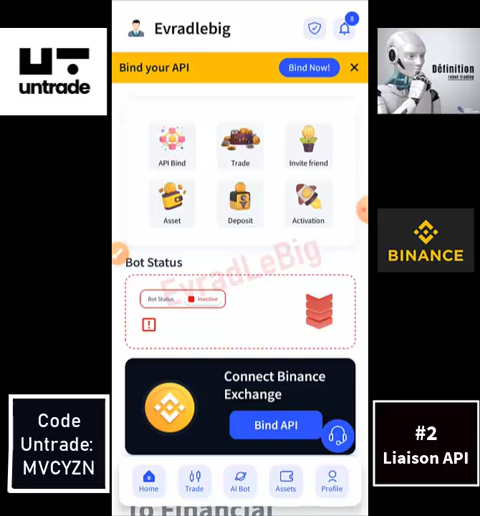 untrade
Code
Untrade:
MVCYZN
Evradlebig
8
Bind your API
Bind Now!
API Bind
Trade
Invite friend
Asset
Deposit
Activation
EvradLeBig
Bot Status
Bot Status
Inactive
Connect Binance
Exchange
Bind API
Home
Trade
AI Bot
Assets
Profile
To Financial
Définition
robot trading
BINANCE
#2
Liaison API